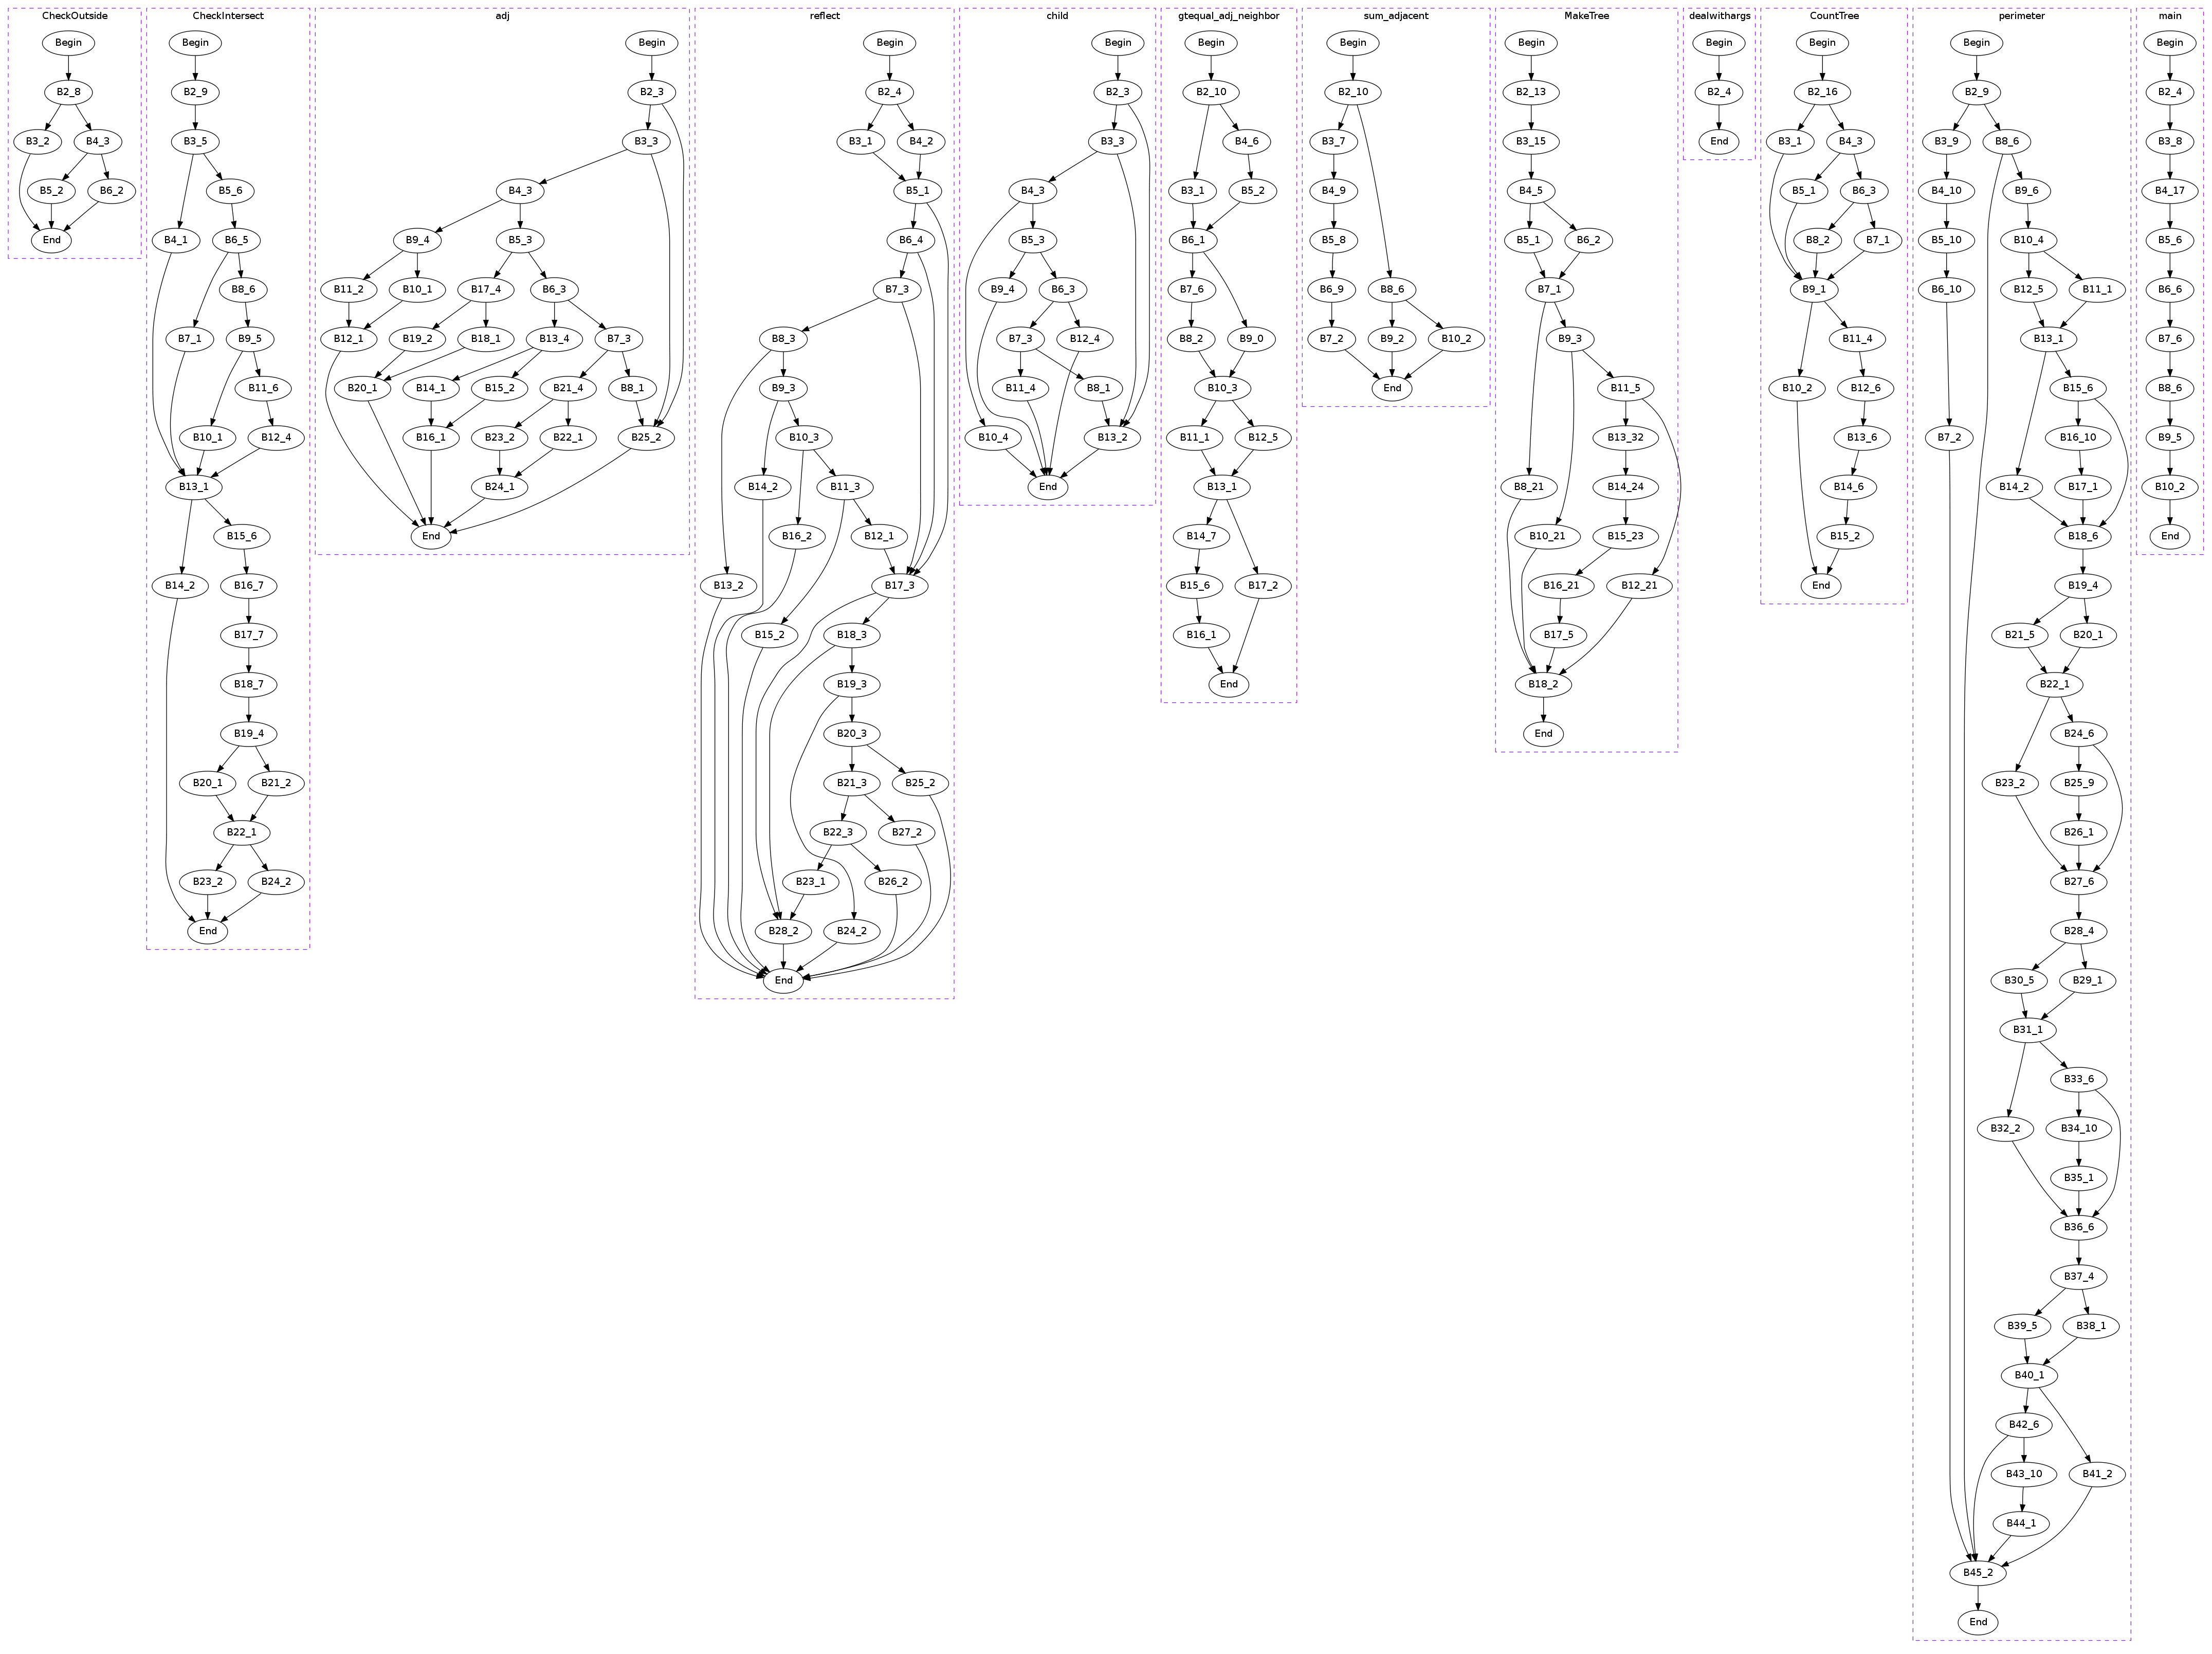 CheckOutside
Begin
B2_8
B3_2
B4_3
B5_2
B6_2
End
CheckIntersect
Begin
B2_9
B3_5
B5_6
B4_1
B6_5
B8_6
B7_1
B9_5
B11_6
B10_1
B12_4
B13_1
B15_6
B14_2
B16_7
B17_7
B18_7
B19_4
B20_1
B21_2
B22_1
B23_2
B24_2
End
adj
Begin
B2_3
B3_3
B4_3
B9_4
B5_3
B11_2
B10_1
B17_4
B6_3
B12_1
B19_2
B18_1
B13_4
B7_3
B20_1
B14_1
B15_2
B21_4
B8_1
B16_1
B23_2
B22_1
B25_2
B24_1
End
reflect
Begin
B2_4
B3_1
B4_2
B5_1
B6_4
B7_3
B8_3
B9_3
B10_3
B14_2
B11_3
B16_2
B12_1
B13_2
B17_3
B15_2
B18_3
B19_3
B20_3
B21_3
B25_2
B22_3
B27_2
B23_1
B26_2
B28_2
B24_2
End
child
Begin
B2_3
B3_3
B4_3
B5_3
B9_4
B6_3
B7_3
B12_4
B11_4
B8_1
B10_4
B13_2
End
gtequal_adj_neighbor
Begin
B2_10
B4_6
B3_1
B5_2
B6_1
B7_6
B8_2
B9_0
B10_3
B11_1
B12_5
B13_1
B14_7
B15_6
B17_2
B16_1
End
sum_adjacent
Begin
B2_10
B3_7
B4_9
B5_8
B6_9
B8_6
B7_2
B9_2
B10_2
End
MakeTree
Begin
B2_13
B3_15
B4_5
B5_1
B6_2
B7_1
B9_3
B11_5
B13_32
B8_21
B14_24
B10_21
B15_23
B16_21
B12_21
B17_5
B18_2
End
dealwithargs
Begin
B2_4
End
CountTree
Begin
B2_16
B3_1
B4_3
B5_1
B6_3
B8_2
B7_1
B9_1
B11_4
B10_2
B12_6
B13_6
B14_6
B15_2
End
perimeter
Begin
B2_9
B3_9
B8_6
B4_10
B9_6
B5_10
B10_4
B6_10
B12_5
B11_1
B13_1
B15_6
B7_2
B16_10
B14_2
B17_1
B18_6
B19_4
B21_5
B20_1
B22_1
B24_6
B23_2
B25_9
B26_1
B27_6
B28_4
B30_5
B29_1
B31_1
B33_6
B32_2
B34_10
B35_1
B36_6
B37_4
B39_5
B38_1
B40_1
B42_6
B43_10
B41_2
B44_1
B45_2
End
main
Begin
B2_4
B3_8
B4_17
B5_6
B6_6
B7_6
B8_6
B9_5
B10_2
End